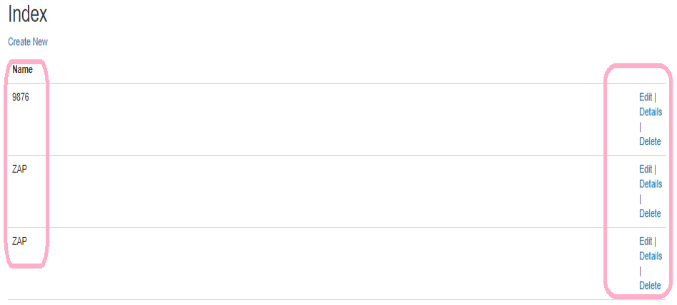 Index
Create New
Name
9876
Edit |
Details
|
Delete
ZAP
Edit |
Details
|
Delete
ZAP
Edit |
Details
|
Delete